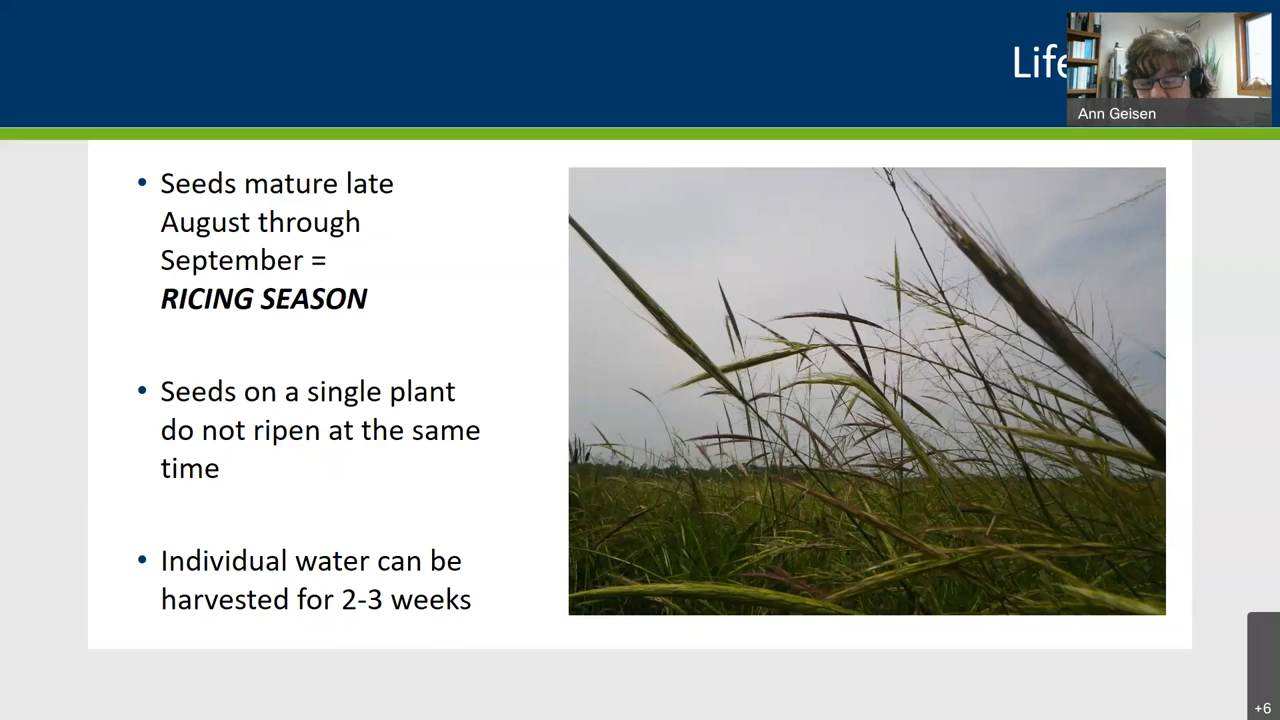 Life
Ann Geisen
• Seeds mature late
August through
September =
RICING SEASON
• Seeds on a single plant
do not ripen at the same
time
• Individual water can be
harvested for 2-3 weeks
+6